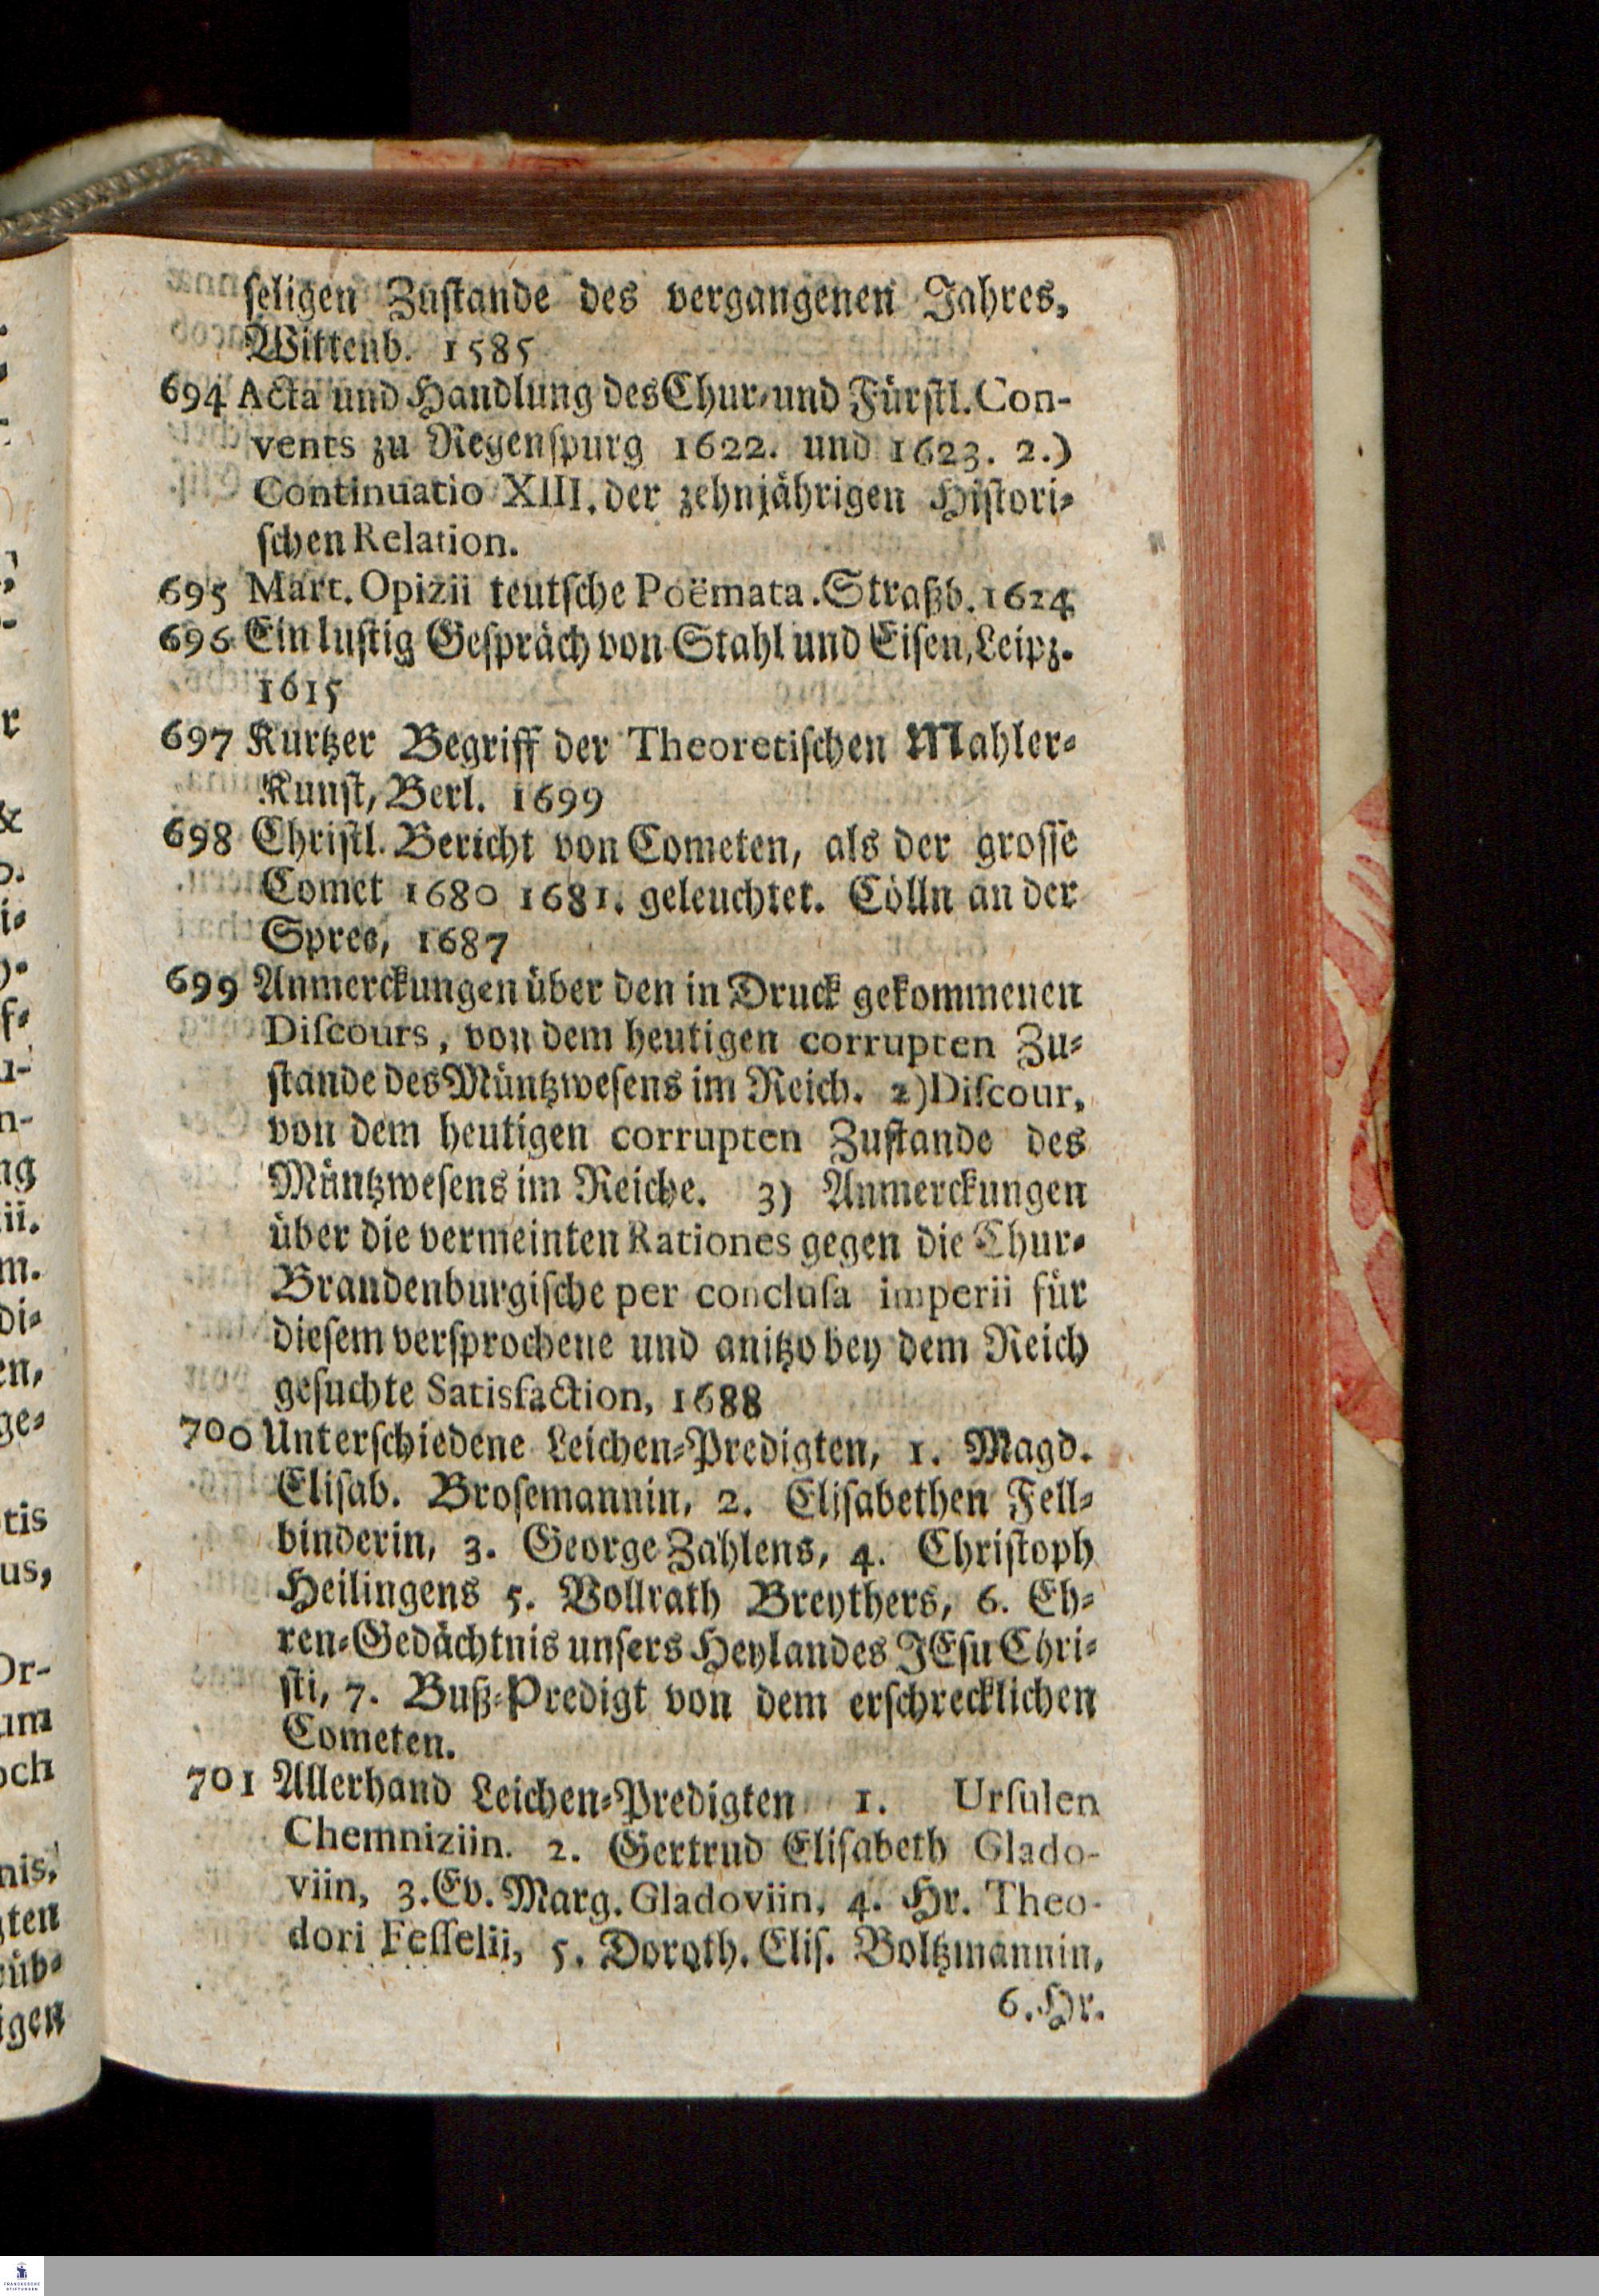 seligen Zustande des vergangenen Jahres,
Wittenb. 1585
694 Acta und Handlung des Chur- und Fürstl. Con-
vents zu Regenspurg 1622. und 1623. 2.)
Continuatio XIII. der zehnjährigen Histori-
schen Relation.
695 Mart. Opizii teutsche Poëmata. Straßb. 1624
696 Ein lustig Gespräch von Stahl und Eisen, Leipz.
1615
697 Kurtzer Begriff der Theoretischen Mahler-
Kunst, Berl. 1699
698 Christl. Bericht von Cometen, als der grosse
Comet 1680 1681. geleuchtet. Cölln an der
Spree, 1687
699 Anmerckungen über den in Druck gekommenen
Discours, von dem heutigen corrupten Zu-
stande des Müntzwesens im Reich. 2) Discour,
von dem heutigen corrupten Zustande des
Müntzwesens im Reiche. 3) Anmerckungen
über die vermeinten Rationes gegen die Chur-
Brandenburgische per conclusa imperii für
diesem versprochene und anitzo bey dem Reich
gesuchte Satisfaction, 1688
700 Unterschiedene Leichen-Predigten, 1. Magd.
Elisab. Brosemannin, 2. Elisabethen Fell-
binderin, 3. George Zahlens, 4. Christoph
Heilingens 5. Vollrath Breythers, 6. Eh-
ren-Gedächtnis unsers Heylandes JEsu Chri-
sti, 7. Buß-Predigt von dem erschrecklichen
Cometen.
701 Allerhand Leichen-Predigten 1. Ursulen
Chemniziin. 2. Gertrud Elisabeth Glado-
viin, 3. Ev. Marg. Gladoviin, 4. Hr. Theo-
dori Fesselii, 5. Doroth. Elis. Voltzmannin,
6. Hr.
FRANCKESCHE
STIFTUNGEN